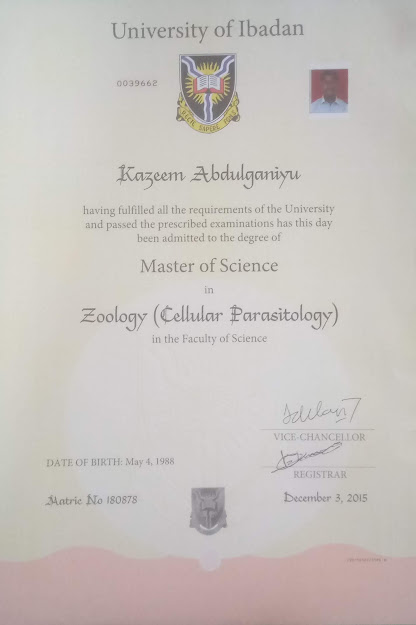 University of Ibadan
0039662
RECTE SAPERE FONS
Kazeem Abdulganiyu
having fulfilled all the requirements of the University
and passed the prescribed examinations has this day
been admitted to the degree of
Master of Science
in
Zoology (Cellular Parasitology)
in the Faculty of Science
VICE-CHANCELLOR
REGISTRAR
DATE OF BIRTH: May 4, 1988
Matric No 180878
December 3, 2015